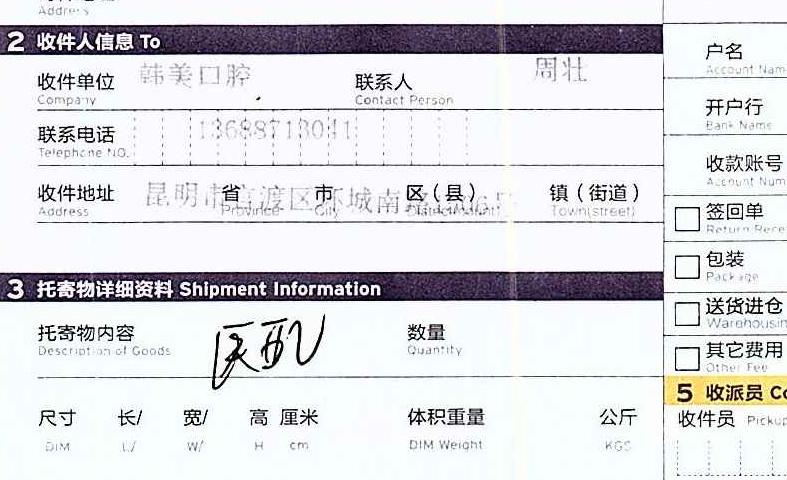 Address
2 收件人信息 To
收件单位 韩美口腔 联系人 周壮
Company Contact Person
联系电话 13688713041
Telephone NO.
收件地址 昆明市官渡区环城南路 省 市 区(县) 镇(街道)
Address Province City District(county) Town(street)
3 托寄物详细资料 Shipment Information
托寄物内容 医配 数量
Description of Goods Quantity
尺寸 长/ 宽/ 高 厘米 体积重量 公斤
DIM L/ W/ H cm DIM Weight KGS
户名
Account Nam
开户行
Bank Name
收款账号
Account Num
签回单
Return Rece
包装
Package
送货进仓
Warehousin
其它费用
Other Fee
5 收派员 Co
收件员 Pickup